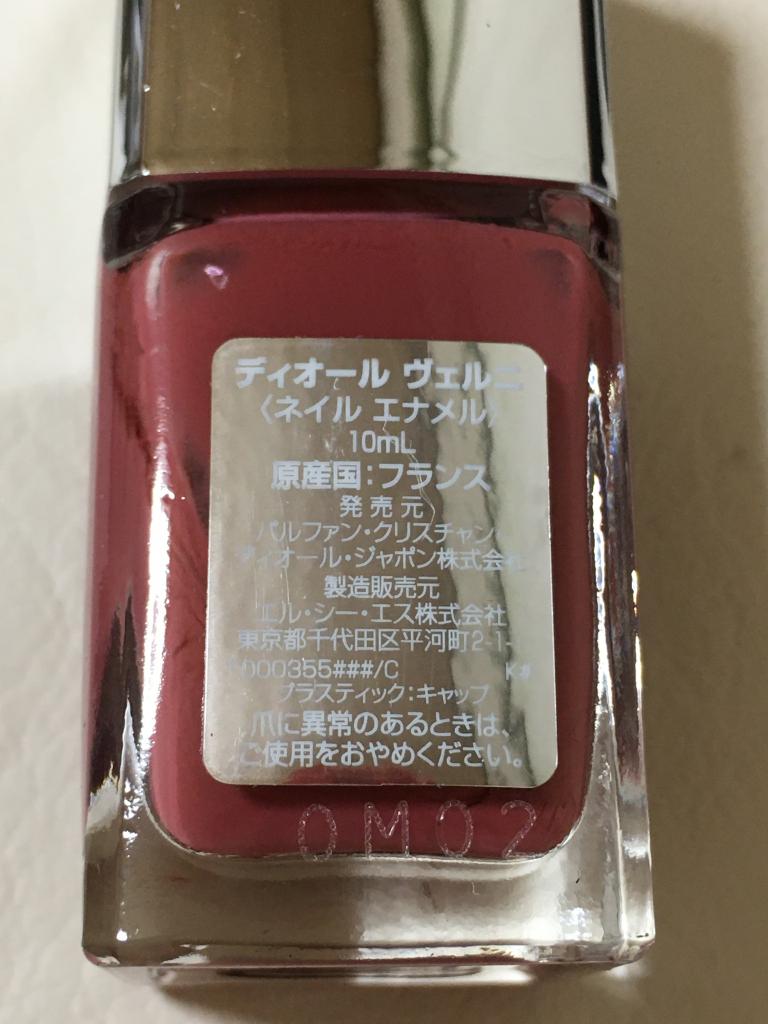 ディオール ヴェルニ
〈ネイル エナメル〉
10mL
原産国:フランス
発売元
パルファン・クリスチャン・
ディオール・ジャポン株式会社
製造販売元
エル・シー・エス株式会社
東京都千代田区平河町2-1-
000355###/C K#
プラスティック:キャップ
爪に異常のあるときは、
ご使用をおやめください。
0M02